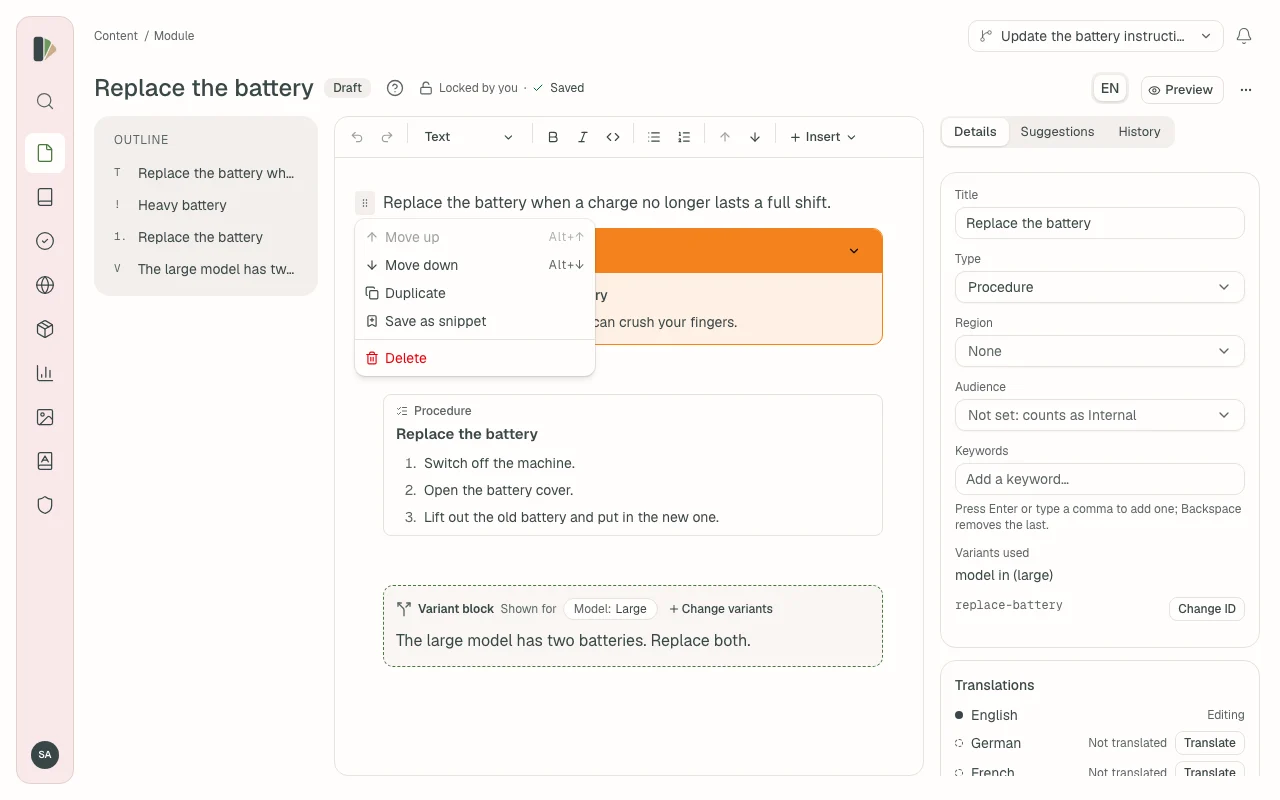 Content / Module
Update the battery instructi...
Replace the battery
Draft
Locked by you · Saved
EN
Preview
OUTLINE
T Replace the battery wh...
! Heavy battery
1. Replace the battery
V The large model has tw...
Text
Insert
Replace the battery when a charge no longer lasts a full shift.
Move up Alt+↑
Move down Alt+↓
Duplicate
Save as snippet
Delete
ry
can crush your fingers.
Procedure
Replace the battery
1. Switch off the machine.
2. Open the battery cover.
3. Lift out the old battery and put in the new one.
Variant block Shown for Model: Large + Change variants
The large model has two batteries. Replace both.
Details Suggestions History
Title
Replace the battery
Type
Procedure
Region
None
Audience
Not set: counts as Internal
Keywords
Add a keyword...
Press Enter or type a comma to add one; Backspace
removes the last.
Variants used
model in (large)
replace-battery Change ID
Translations
English Editing
German Not translated Translate
French Not translated Translate
SA